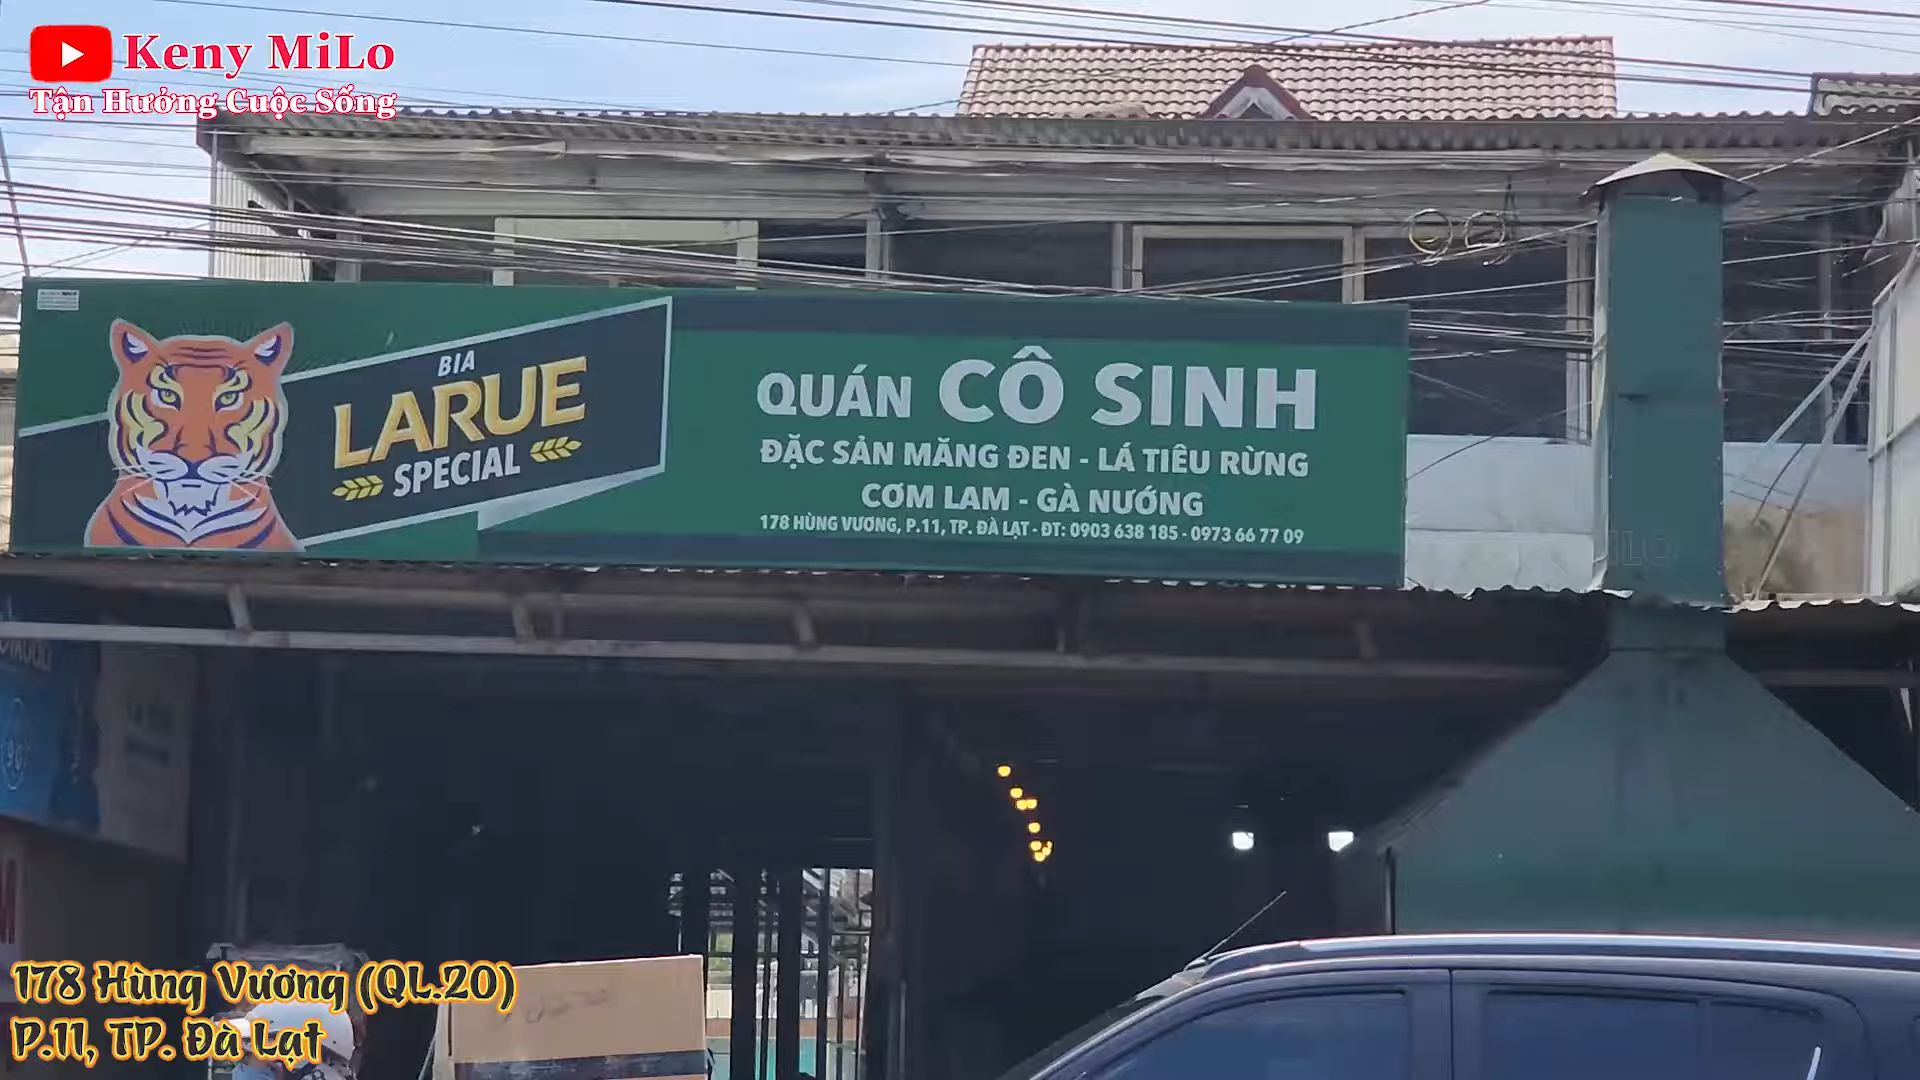 Keny MiLo
Tận Hưởng Cuộc Sống
BIA
LARUE
SPECIAL
QUÁN CÔ SINH
ĐẶC SẢN MĂNG ĐEN - LÁ TIÊU RỪNG
CƠM LAM - GÀ NƯỚNG
178 HÙNG VƯƠNG, P.11, TP. ĐÀ LẠT - ĐT: 0903 638 185 - 0973 66 77 09
178 Hùng Vương (QL.20)
P.11, TP. Đà Lạt